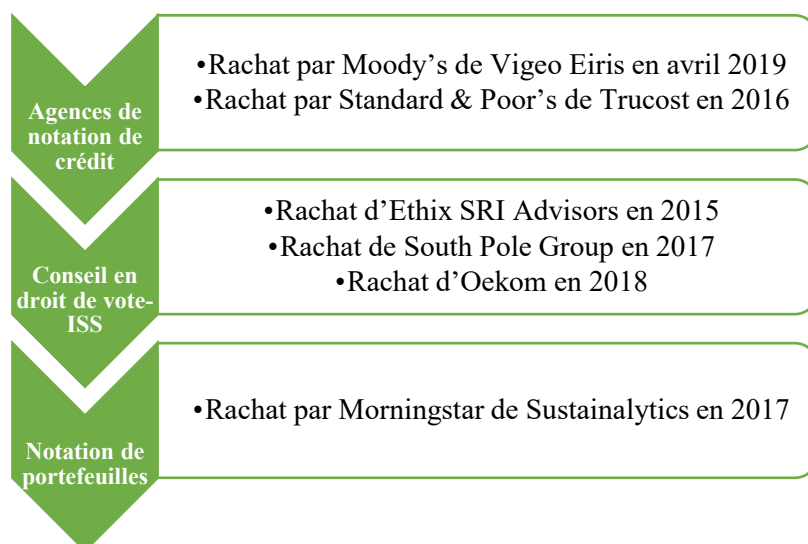 Agences de
notation de
crédit
•Rachat par Moody’s de Vigeo Eiris en avril 2019
•Rachat par Standard & Poor’s de Trucost en 2016
Conseil en
droit de vote-
ISS
•Rachat d’Ethix SRI Advisors en 2015
•Rachat de South Pole Group en 2017
•Rachat d’Oekom en 2018
Notation de
portefeuilles
•Rachat par Morningstar de Sustainalytics en 2017